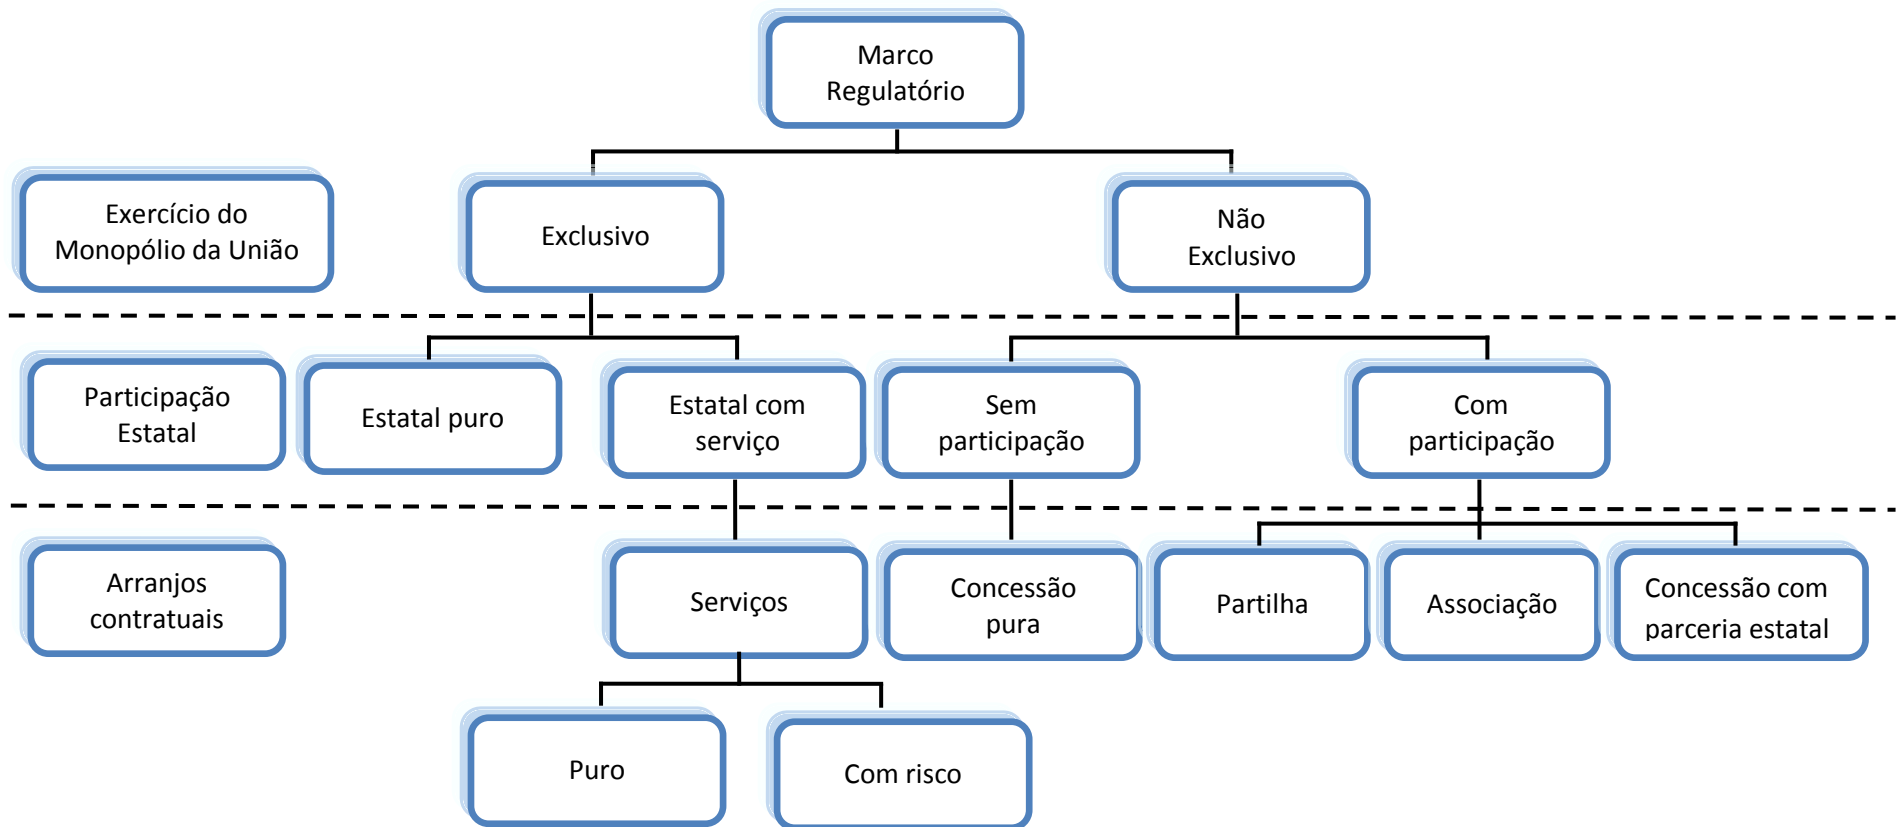 Marco
Regulatório
Exercício do
Monopólio da União
Exclusivo
Não
Exclusivo
Participação
Estatal
Estatal puro
Estatal com
serviço
Sem
participação
Com
participação
Arranjos
contratuais
Serviços
Concessão
pura
Partilha
Associação
Concessão com
parceria estatal
Puro
Com risco